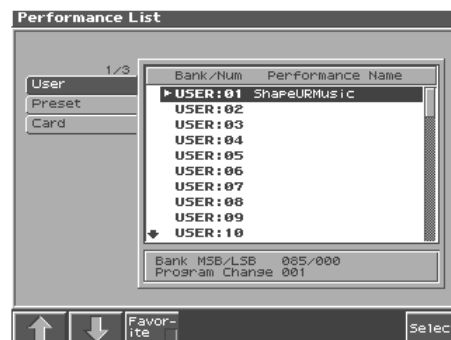 Performance List
1/3
User
Preset
Card
Bank/Num Performance Name
USER:01 ShapeURMusic
USER:02
USER:03
USER:04
USER:05
USER:06
USER:07
USER:08
USER:09
USER:10
Bank MSB/LSB 085/000
Program Change 001
Favor-
ite
Selec